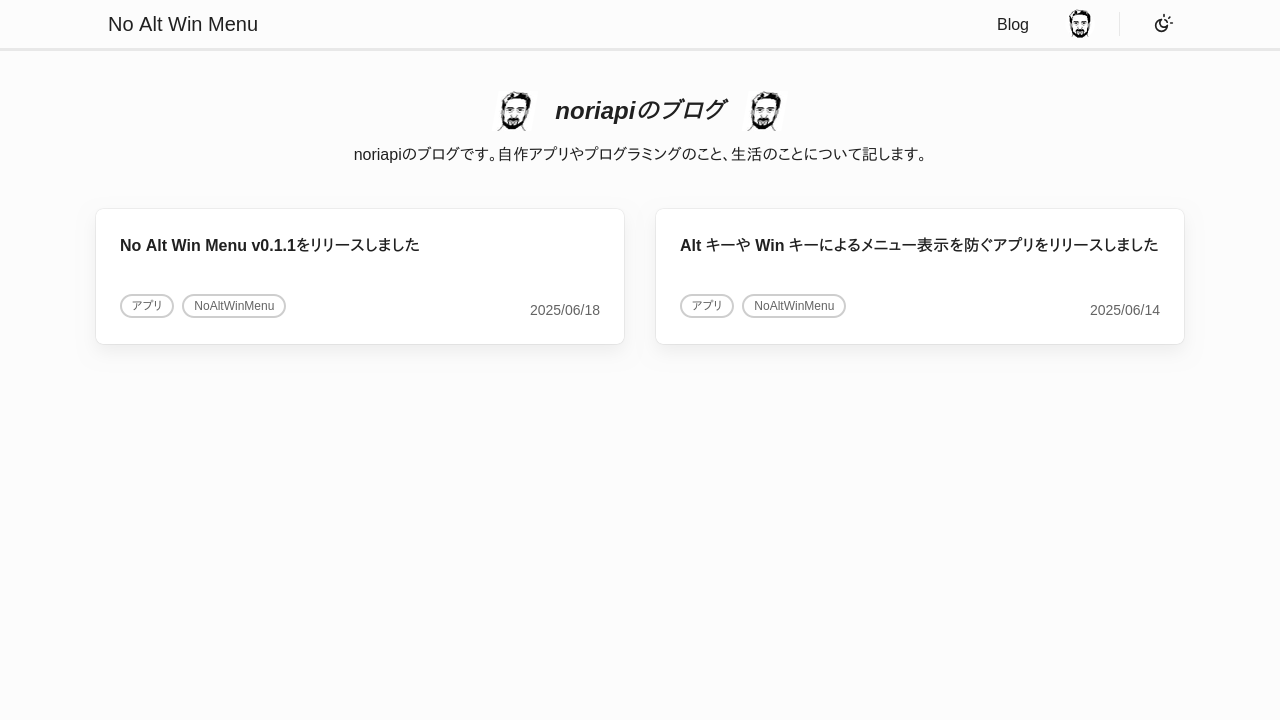 No Alt Win Menu
Blog
noriapiのブログ
noriapiのブログです。自作アプリやプログラミングのこと、生活のことについて記します。
No Alt Win Menu v0.1.1をリリースしました
アプリ NoAltWinMenu 2025/06/18
Alt キーや Win キーによるメニュー表示を防ぐアプリをリリースしました
アプリ NoAltWinMenu 2025/06/14